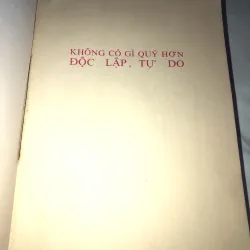 KHÔNG CÓ GÌ QUÝ HƠN
ĐỘC LẬP, TỰ DO